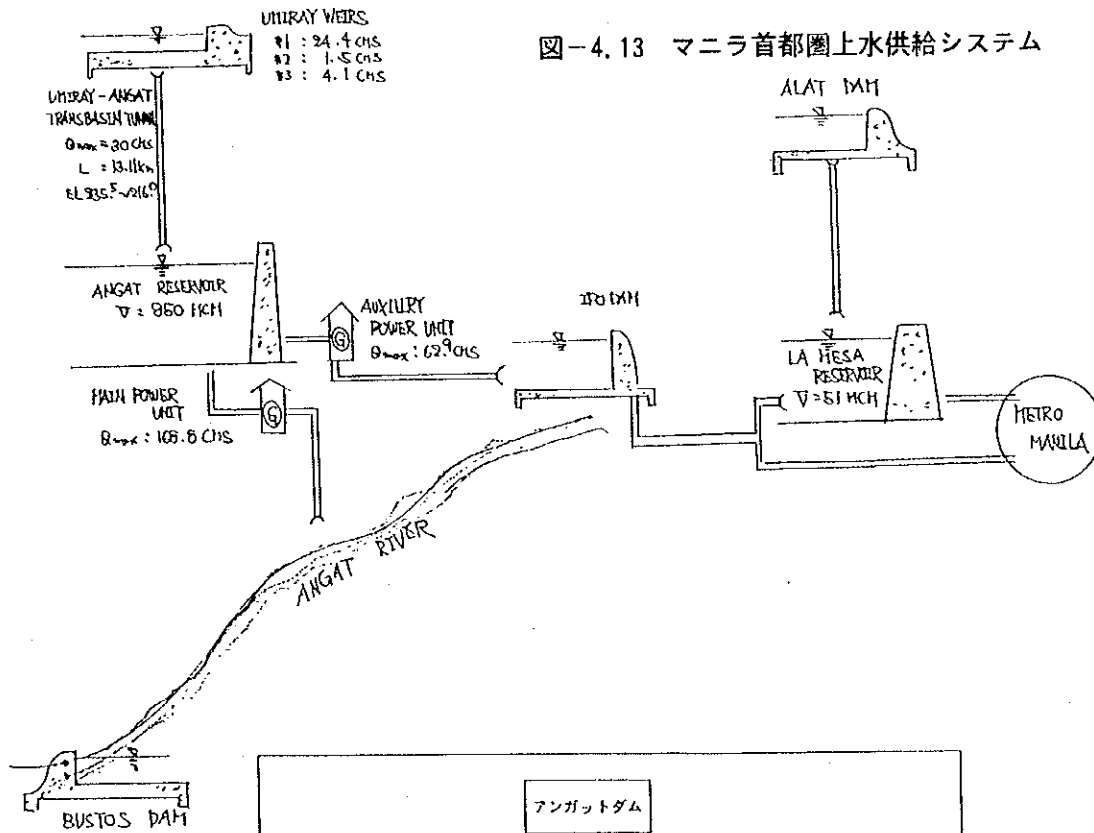 図-4.13 マニラ首都圏上水供給システム
UMIRAY WEIRS
#1 : 24.4 CMS
#2 : 1.5 CMS
#3 : 4.1 CMS
UMIRAY-ANGAT
TRANSBASIN TUNNEL
Qmax = 30 CMS
L = 13.11km
ALAT DAM
ANGAT RESERVOIR
∇ = 850 MCM
AUXILIRY
POWER UNIT
Qmax : 62.9 CMS
IPO DAM
LA MESA
RESERVOIR
∇ = 51 MCM
MAIN POWER
UNIT
Qmax : 108.8 CMS
G
G
METRO
MANILA
ANGAT RIVER
BUSTOS DAM
アンガットダム